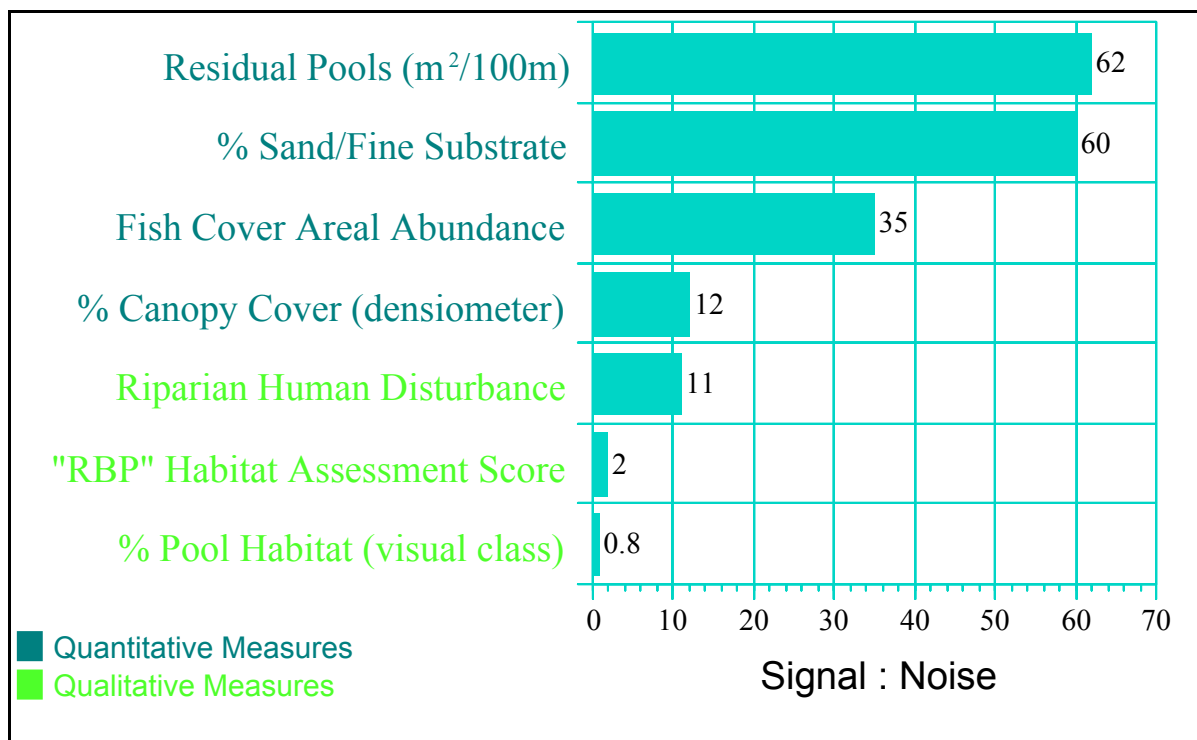 Residual Pools (m²/100m)
62
% Sand/Fine Substrate
60
Fish Cover Areal Abundance
35
% Canopy Cover (densiometer)
12
Riparian Human Disturbance
11
"RBP" Habitat Assessment Score
2
% Pool Habitat (visual class)
0.8
0 10 20 30 40 50 60 70
Signal : Noise
Quantitative Measures
Qualitative Measures